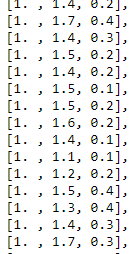 [1. , 1.4, 0.2],
[1. , 1.7, 0.4],
[1. , 1.4, 0.3],
[1. , 1.5, 0.2],
[1. , 1.4, 0.2],
[1. , 1.5, 0.1],
[1. , 1.5, 0.2],
[1. , 1.6, 0.2],
[1. , 1.4, 0.1],
[1. , 1.1, 0.1],
[1. , 1.2, 0.2],
[1. , 1.5, 0.4],
[1. , 1.3, 0.4],
[1. , 1.4, 0.3],
[1. , 1.7, 0.3],